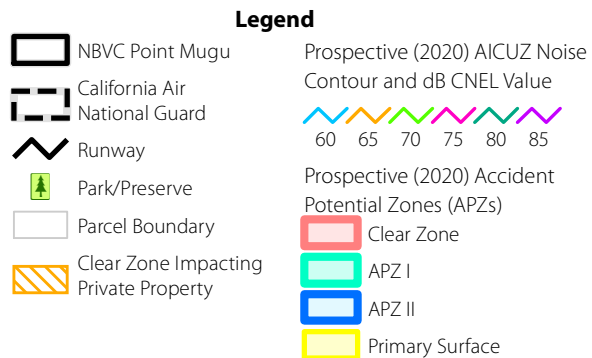 Legend
NBVC Point Mugu
California Air
National Guard
Runway
Park/Preserve
Parcel Boundary
Clear Zone Impacting
Private Property
Prospective (2020) AICUZ Noise
Contour and dB CNEL Value
60 65 70 75 80 85
Prospective (2020) Accident
Potential Zones (APZs)
Clear Zone
APZ I
APZ II
Primary Surface